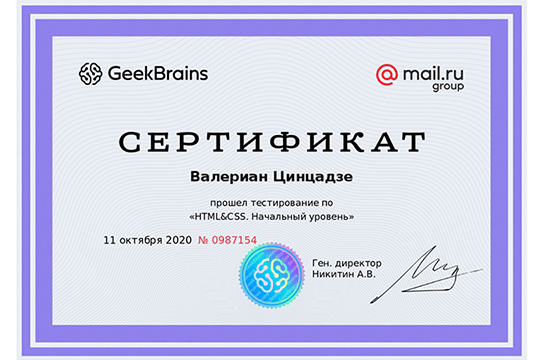 GeekBrains
@mail.ru
group
СЕРТИФИКАТ
Валериан Цинцадзе
прошел тестирование по
«HTML&CSS. Начальный уровень»
11 октября 2020 № 0987154
Ген. директор
Никитин А.В.